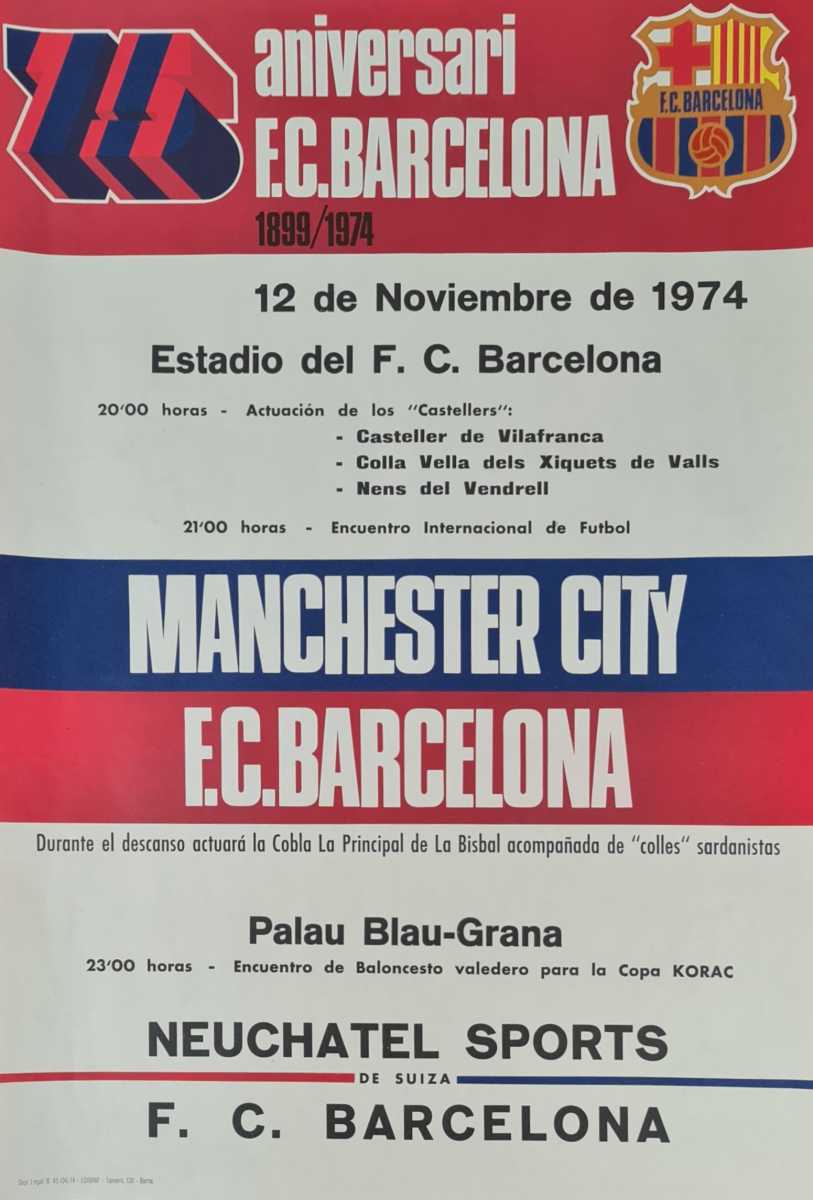 75
aniversari
F.C.BARCELONA
1899/1974
F.C.BARCELONA
12 de Noviembre de 1974
Estadio del F. C. Barcelona
20'00 horas - Actuación de los "Castellers":
- Casteller de Vilafranca
- Colla Vella dels Xiquets de Valls
- Nens del Vendrell
21'00 horas - Encuentro Internacional de Futbol
MANCHESTER CITY
F.C.BARCELONA
Durante el descanso actuará la Cobla La Principal de La Bisbal acompañada de "colles" sardanistas
Palau Blau-Grana
23'00 horas - Encuentro de Baloncesto valedero para la Copa KORAC
NEUCHATEL SPORTS
DE SUIZA
F. C. BARCELONA